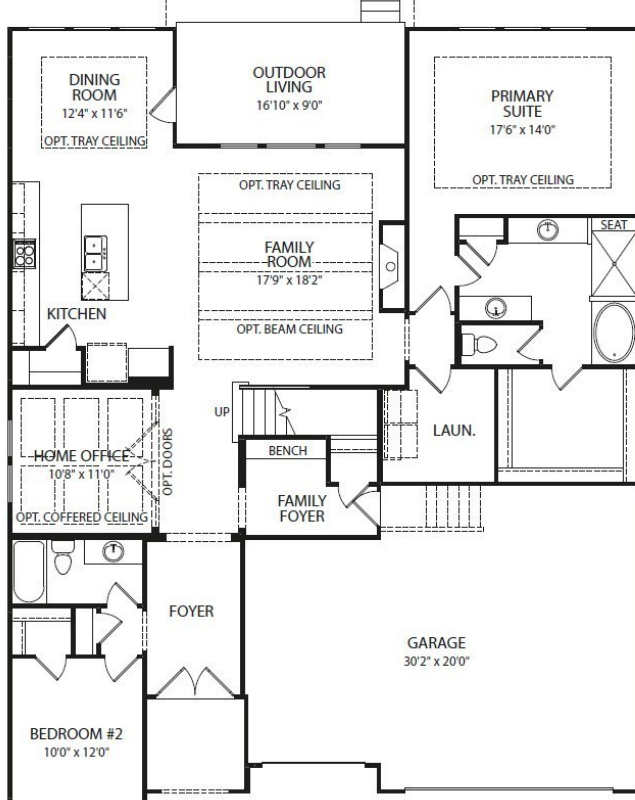 DINING
ROOM
12'4" x 11'6"
OPT. TRAY CEILING
OUTDOOR
LIVING
16'10" x 9'0"
PRIMARY
SUITE
17'6" x 14'0"
OPT. TRAY CEILING
OPT. TRAY CEILING
FAMILY
ROOM
17'9" x 18'2"
OPT. BEAM CEILING
SEAT
KITCHEN
UP
LAUN.
HOME OFFICE
10'8" x 11'0"
OPT. COFFERED CEILING
OPT. DOORS
BENCH
FAMILY
FOYER
FOYER
GARAGE
30'2" x 20'0"
BEDROOM #2
10'0" x 12'0"